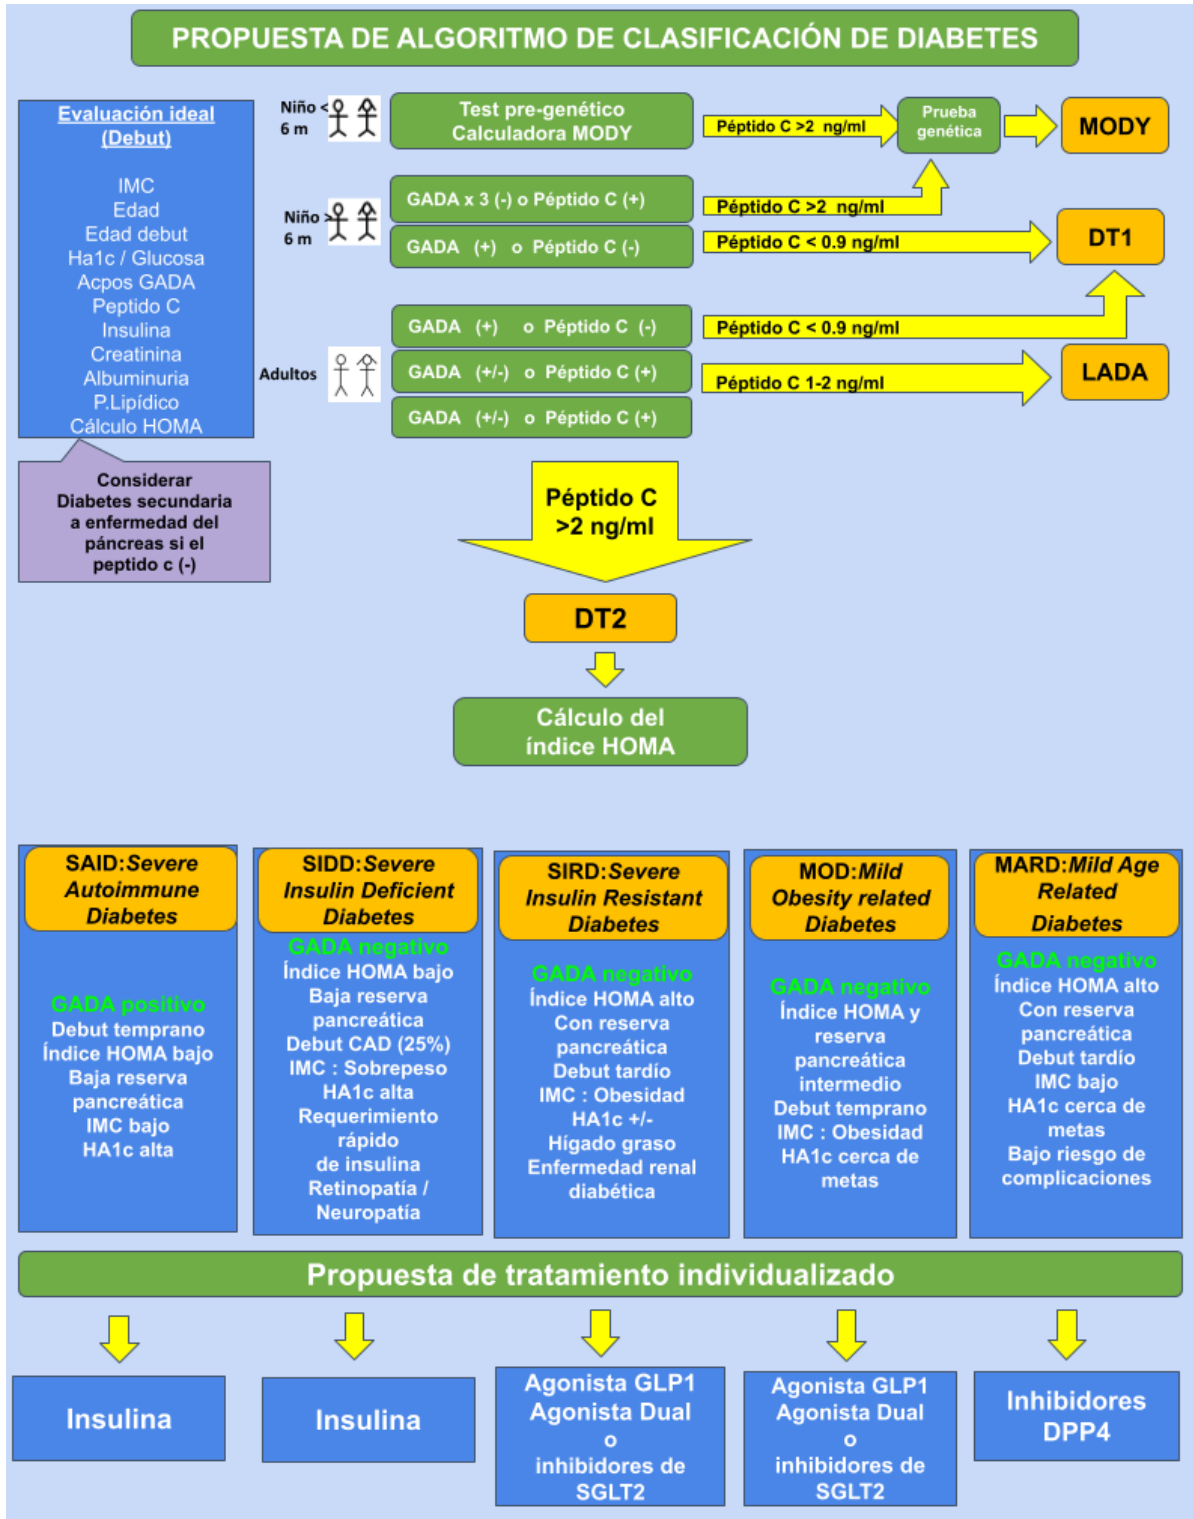 PROPUESTA DE ALGORITMO DE CLASIFICACIÓN DE DIABETES
Evaluación ideal
(Debut)
IMC
Edad
Edad debut
Ha1c / Glucosa
Acpos GADA
Peptido C
Insulina
Creatinina
Albuminuria
P.Lipídico
Cálculo HOMA
Considerar
Diabetes secundaria
a enfermedad del
páncreas si el
peptido c (-)
Niño <
6 m
Test pre-genético
Calculadora MODY
Péptido C >2 ng/ml
Prueba
genética
MODY
Niño >
6 m
GADA x 3 (-) o Péptido C (+)
Péptido C >2 ng/ml
GADA (+) o Péptido C (-)
Péptido C < 0.9 ng/ml
DT1
Adultos
GADA (+) o Péptido C (-)
Péptido C < 0.9 ng/ml
GADA (+/-) o Péptido C (+)
Péptido C 1-2 ng/ml
LADA
GADA (+/-) o Péptido C (+)
Péptido C
>2 ng/ml
DT2
Cálculo del
índice HOMA
SAID:Severe
Autoimmune
Diabetes
GADA positivo
Debut temprano
Índice HOMA bajo
Baja reserva
pancreática
IMC bajo
HA1c alta
SIDD:Severe
Insulin Deficient
Diabetes
GADA negativo
Índice HOMA bajo
Baja reserva
pancreática
Debut CAD (25%)
IMC : Sobrepeso
HA1c alta
Requerimiento
rápido
de insulina
Retinopatía /
Neuropatía
SIRD:Severe
Insulin Resistant
Diabetes
GADA negativo
Índice HOMA alto
Con reserva
pancreática
Debut tardío
IMC : Obesidad
HA1c +/-
Hígado graso
Enfermedad renal
diabética
MOD:Mild
Obesity related
Diabetes
GADA negativo
Índice HOMA y
reserva
pancreática
intermedio
Debut temprano
IMC : Obesidad
HA1c cerca de
metas
MARD:Mild Age
Related
Diabetes
GADA negativo
Índice HOMA alto
Con reserva
pancreática
Debut tardío
IMC bajo
HA1c cerca de
metas
Bajo riesgo de
complicaciones
Propuesta de tratamiento individualizado
Insulina
Insulina
Agonista GLP1
Agonista Dual
o
inhibidores de
SGLT2
Agonista GLP1
Agonista Dual
o
inhibidores de
SGLT2
Inhibidores
DPP4